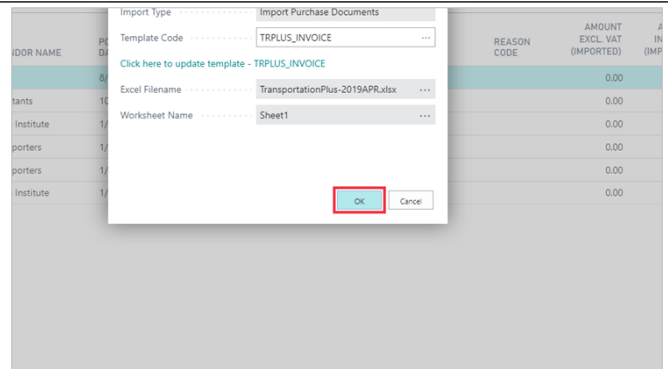 Import Type Import Purchase Documents
Template Code TRPLUS_INVOICE ...
Click here to update template - TRPLUS_INVOICE
Excel Filename TransportationPlus-2019APR.xlsx ...
Worksheet Name Sheet1 ...
OK Cancel
NDOR NAME
REASON CODE
AMOUNT EXCL. VAT (IMPORTED)
8/ 0.00
tants 10 0.00
Institute 1/ 0.00
porters 1/ 0.00
porters 1/ 0.00
Institute 1/ 0.00